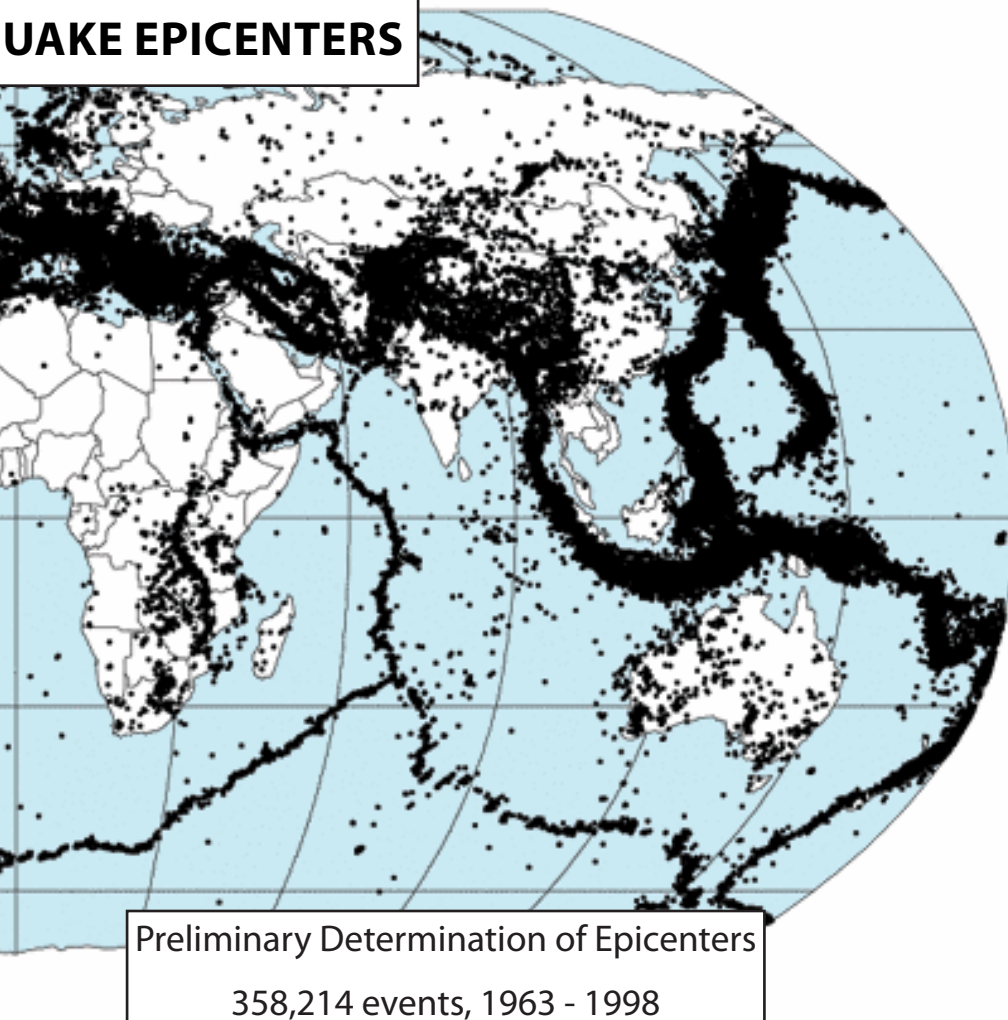 UAKE EPICENTERS
Preliminary Determination of Epicenters
358,214 events, 1963 - 1998